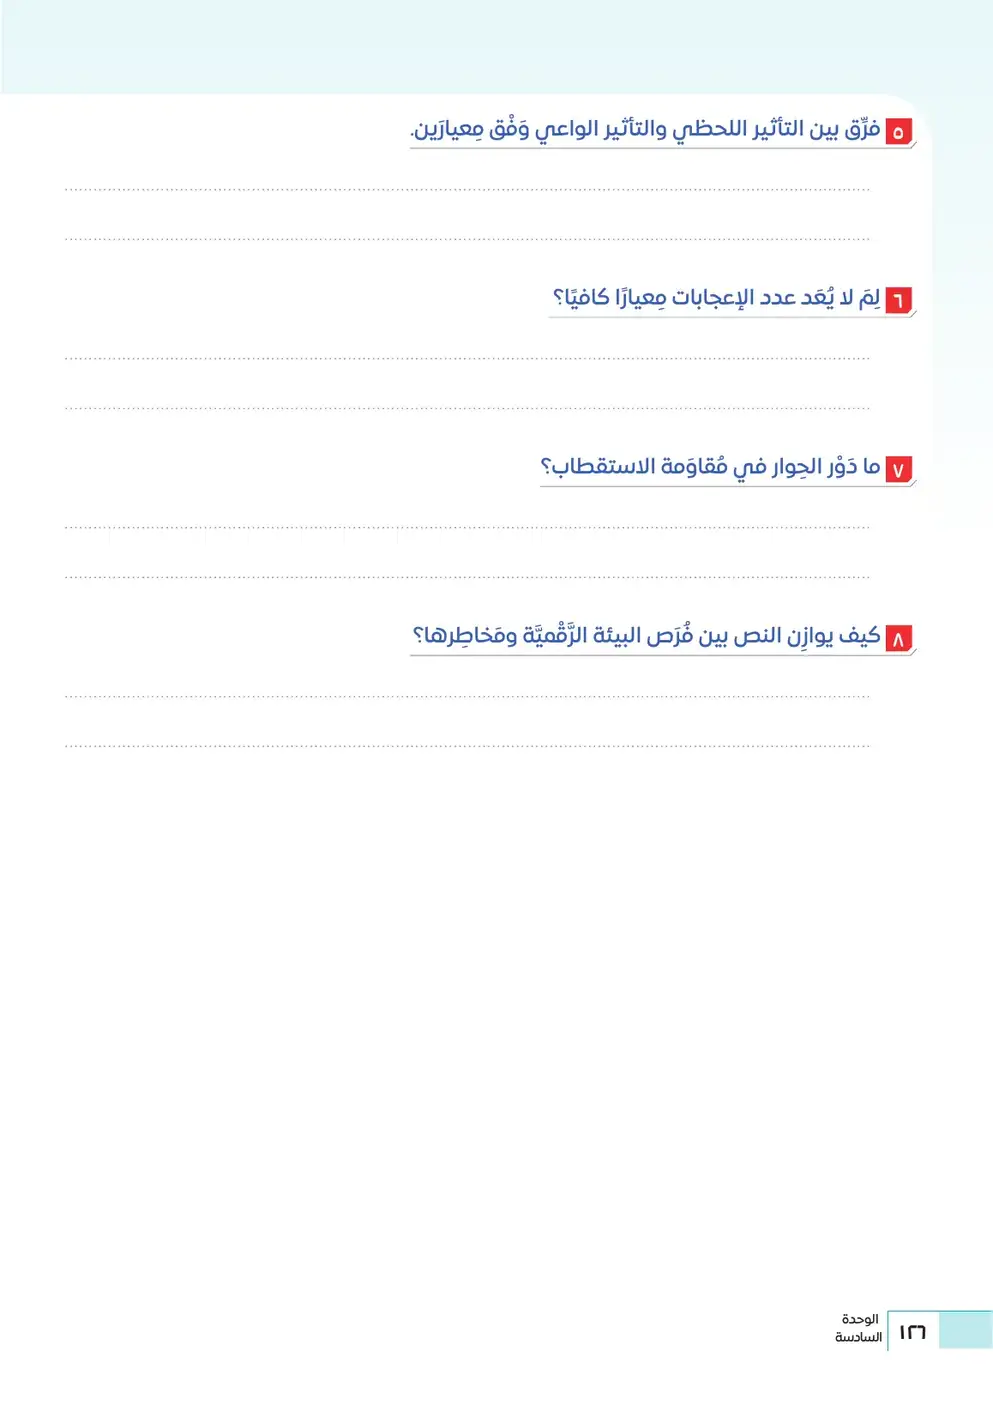 ٥ فرِّق بين التأثير اللحظي والتأثير الواعي وَفْق مِعيارَين.
٦ لِمَ لا يُعَد عدد الإعجابات مِعيارًا كافيًا؟
٧ ما دَوْر الحِوار في مُقاوَمة الاستقطاب؟
٨ كيف يوازِن النص بين فُرَص البيئة الرَّقْميَّة ومَخاطِرها؟
الوحدة
السادسة
١٢٦